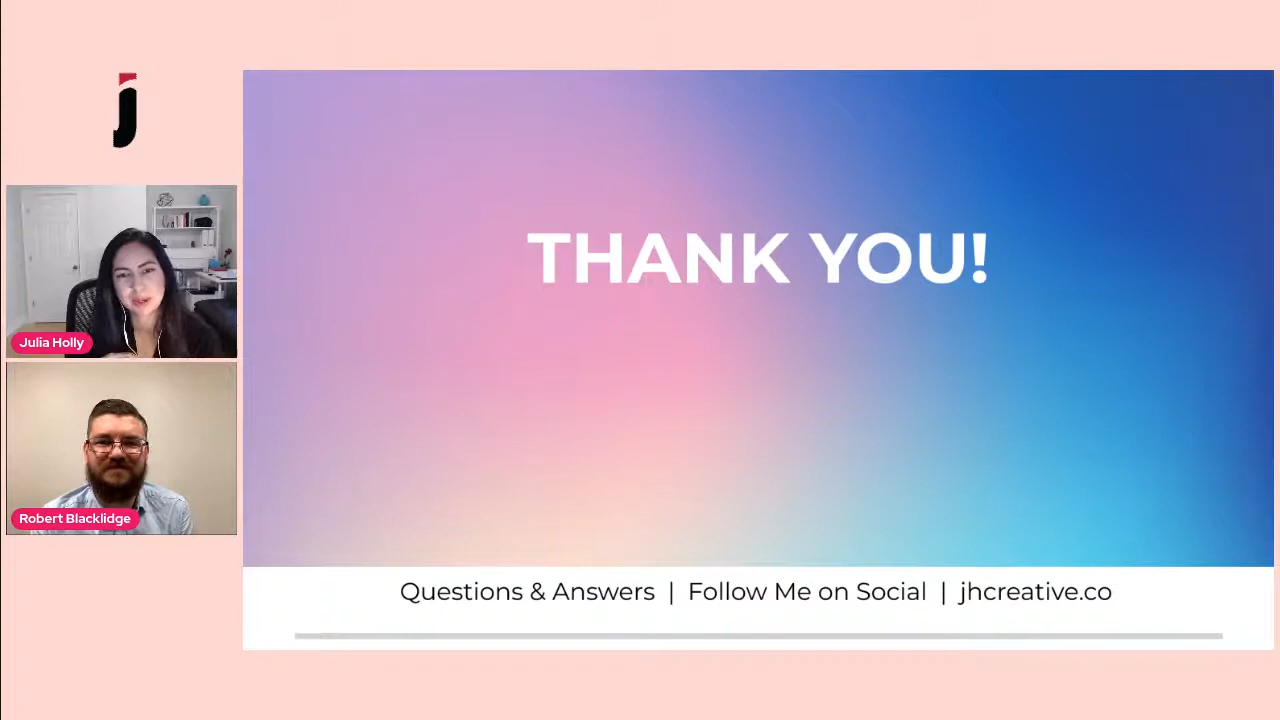 j
Julia Holly
Robert Blacklidge
THANK YOU!
Questions & Answers | Follow Me on Social | jhcreative.co